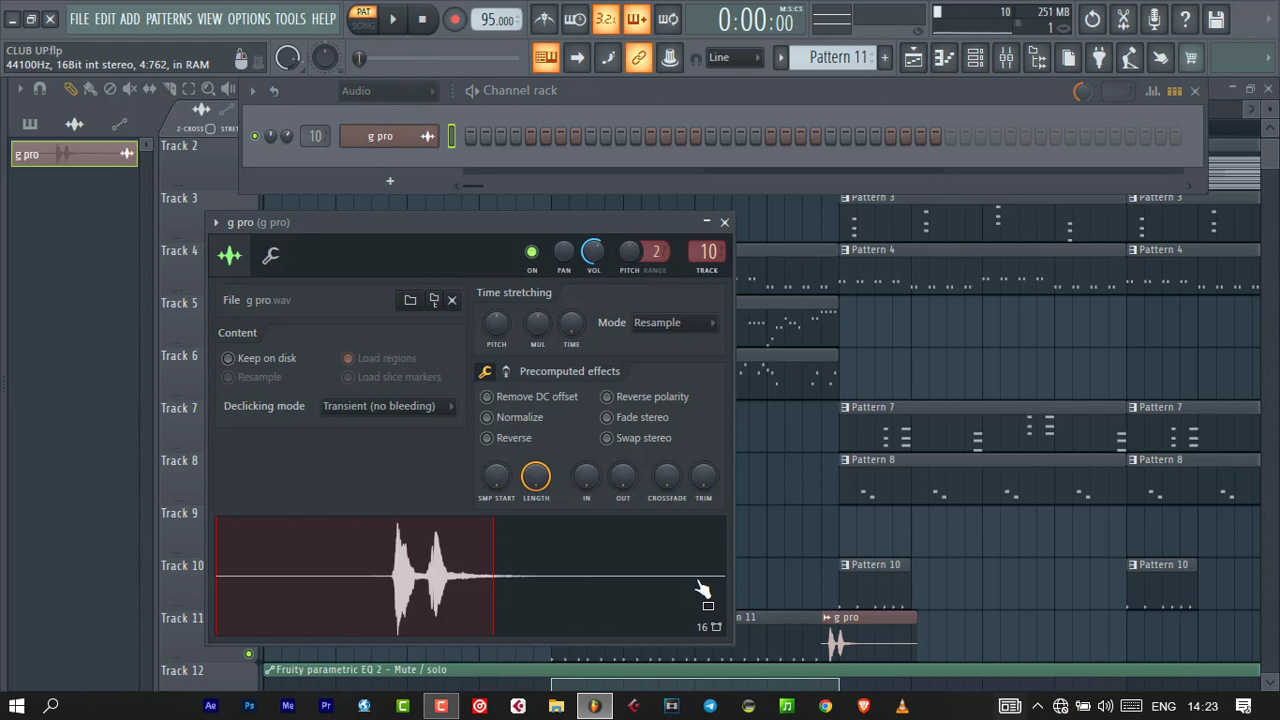 FILE EDIT ADD PATTERNS VIEW OPTIONS TOOLS HELP
PAT
SONG
95.000
3.2.
0:00:00
M:S:CS
10
251 MB
1
CLUB UP.flp
44100Hz, 16Bit int stereo, 4:762, in RAM
Line
Pattern 11
Audio
Channel rack
10
g pro
Z-CROSS
STRE
g pro
Track 2
Track 3
Track 4
Track 5
Track 6
Track 7
Track 8
Track 9
Track 10
Track 11
Track 12
Pattern 3
Pattern 3
Pattern 4
Pattern 4
Pattern 7
Pattern 7
Pattern 8
Pattern 8
Pattern 10
Pattern 10
n 11
g pro
Fruity parametric EQ 2 - Mute / solo
g pro (g pro)
2
10
ON
PAN
VOL
PITCH
RANGE
TRACK
File g pro.wav
Content
Keep on disk
Load regions
Resample
Load slice markers
Declicking mode
Transient (no bleeding)
Time stretching
PITCH
MUL
TIME
Mode
Resample
Precomputed effects
Remove DC offset
Reverse polarity
Normalize
Fade stereo
Reverse
Swap stereo
SMP START
LENGTH
IN
OUT
CROSSFADE
TRIM
16
ENG
14:23